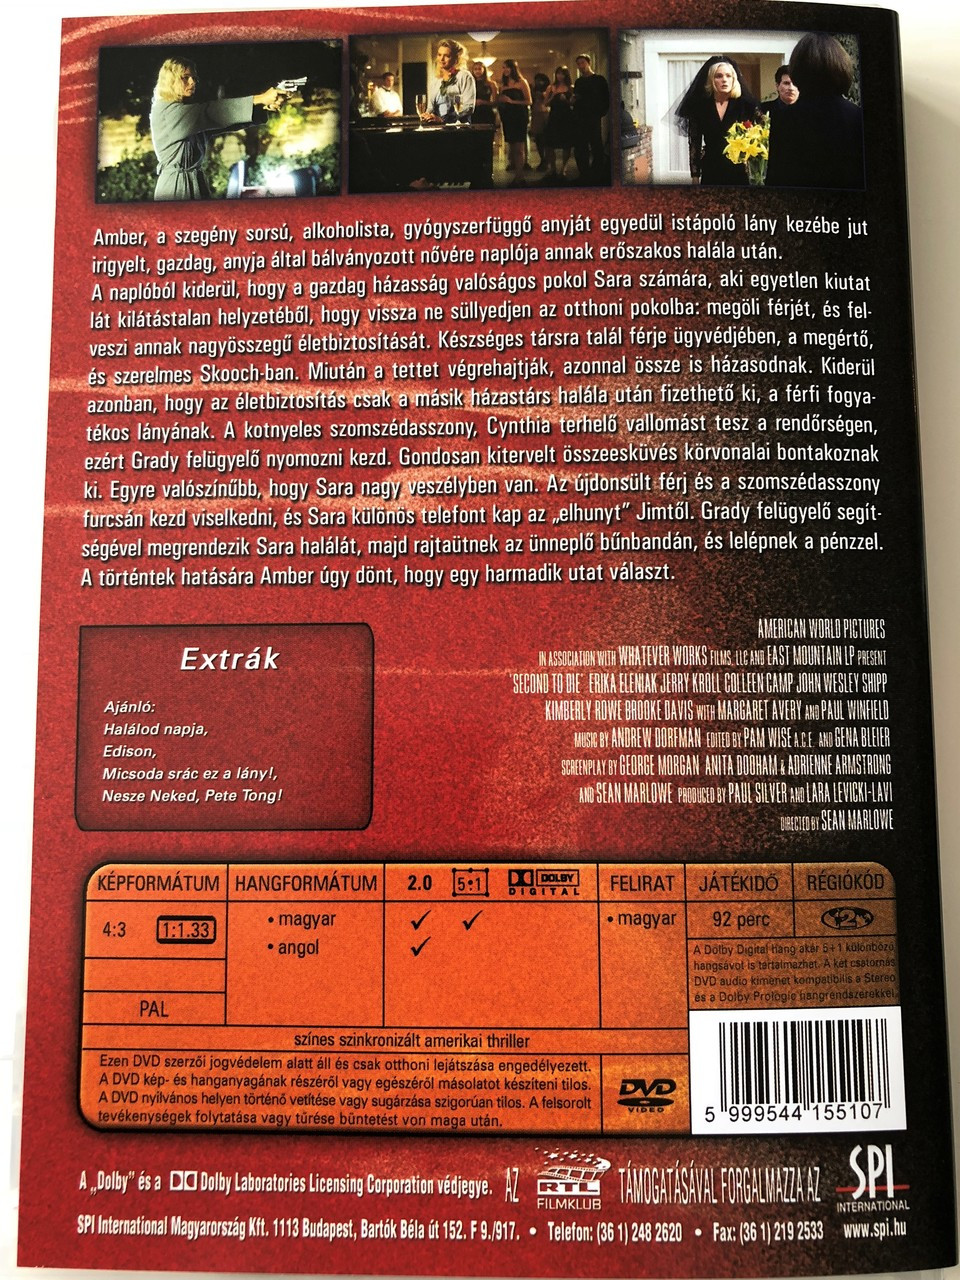 Amber, a szegény sorsú, alkoholista, gyógyszerfüggő anyját egyedül istápoló lány kezébe jut
irigyelt, gazdag, anyja által bálványozott nővére naplója annak erőszakos halála után.
A naplóból kiderül, hogy a gazdag házasság valóságos pokol Sara számára, aki egyetlen kiutat
lát kilátástalan helyzetéből, hogy vissza ne süllyedjen az otthoni pokolba: megöli férjét, és fel-
veszi annak nagyösszegű életbiztosítását. Készséges társra talál férje ügyvédjében, a megértő,
és szerelmes Skooch-ban. Miután a tettet végrehajtják, azonnal össze is házasodnak. Kiderül
azonban, hogy az életbiztosítás csak a másik házastárs halála után fizethető ki, a férfi fogya-
tékos lányának. A kotnyeles szomszédasszony, Cynthia terhelő vallomást tesz a rendőrségen,
ezért Grady felügyelő nyomozni kezd. Gondosan kitervelt összeesküvés körvonalai bontakoznak
ki. Egyre valószínűbb, hogy Sara nagy veszélyben van. Az újdonsült férj és a szomszédasszony
furcsán kezd viselkedni, és Sara különös telefont kap az „elhunyt” Jimtől. Grady felügyelő segít-
ségével megrendezik Sara halálát, majd rajtaütnek az ünneplő bűnbandán, és lelépnek a pénzzel.
A történtek hatására Amber úgy dönt, hogy egy harmadik utat választ.
Extrák
Ajánló:
Halálod napja,
Edison,
Micsoda srác ez a lány!,
Nesze Neked, Pete Tong!
AMERICAN WORLD PICTURES
IN ASSOCIATION WITH WHATEVER WORKS FILMS, LLC AND EAST MOUNTAIN LP PRESENT
"SECOND TO DIE" ERIKA ELENIAK JERRY KROLL COLLEEN CAMP JOHN WESLEY SHIPP
KIMBERLY ROWE BROOKE DAVIS WITH MARGARET AVERY AND PAUL WINFIELD
MUSIC BY ANDREW DORFMAN EDITED BY PAM WISE A.C.E. AND GENA BLEIER
SCREENPLAY BY GEORGE MORGAN ANITA DOOHAM & ADRIENNE ARMSTRONG
AND SEAN MARLOWE PRODUCED BY PAUL SILVER AND LARA LEVICKI-LAVI
DIRECTED BY SEAN MARLOWE
KÉPFORMÁTUM HANGFORMÁTUM 2.0 5+1 DOLBY DIGITAL FELIRAT JÁTÉKIDŐ RÉGIÓKÓD
4:3 1:1.33 • magyar ✓ ✓ • magyar 92 perc 2
• angol ✓
PAL
A Dolby Digital hang akár 5+1 különböző
hangsávot is tartalmazhat. A két csatornás
DVD audio kimenet kompatibilis a Stereo
és a Dolby Prologic hangrendszerekkel.
színes szinkronizált amerikai thriller
Ezen DVD szerzői jogvédelem alatt áll és csak otthoni lejátszása engedélyezett.
A DVD kép- és hanganyagának részéről vagy egészéről másolatot készíteni tilos.
A DVD nyilvános helyen történő vetítése vagy sugárzása szigorúan tilos. A felsorolt
tevékenységek folytatása vagy tűrése büntetést von maga után.
DVD
VIDEO
5 999544 155107
A „Dolby” és a Dolby Laboratories Licensing Corporation védjegye. AZ RTL FILMKLUB TÁMOGATÁSÁVAL FORGALMAZZA AZ SPI INTERNATIONAL
SPI International Magyarország Kft. 1113 Budapest, Bartók Béla út 152. F 9./917. • Telefon: (36 1) 248 2620 • Fax: (36 1) 219 2533 www.spi.hu